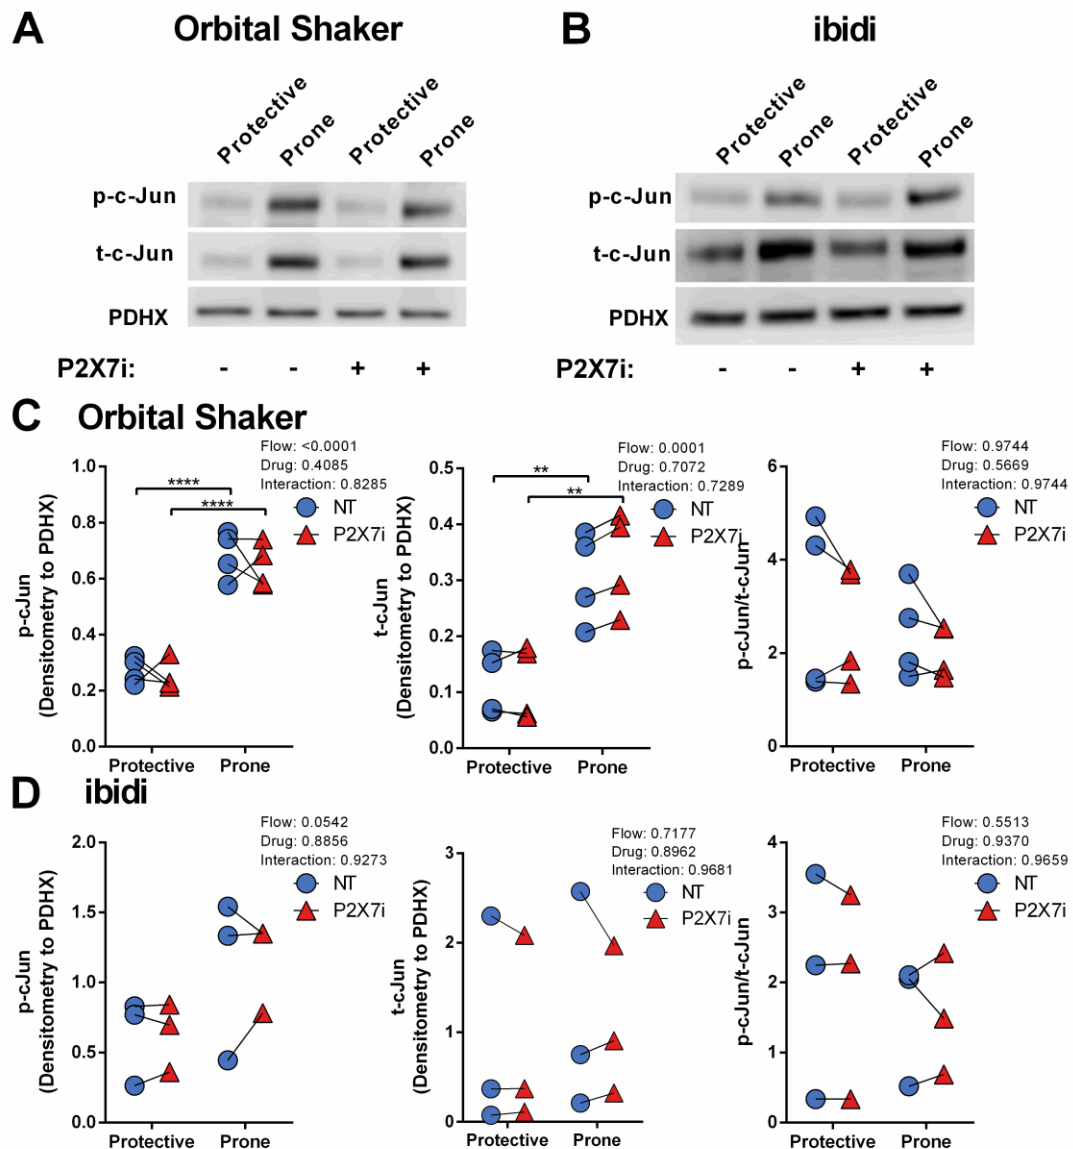 A Orbital Shaker
Protective Prone Protective Prone
p-c-Jun
t-c-Jun
PDHX
P2X7i: - - + +
B ibidi
Protective Prone Protective Prone
p-c-Jun
t-c-Jun
PDHX
P2X7i: - - + +
C Orbital Shaker
Flow: <0.0001
Drug: 0.4085
Interaction: 0.8285
NT
P2X7i
****
****
p-cJun
(Densitometry to PDHX)
1.0
0.8
0.6
0.4
0.2
0.0
Protective Prone
Flow: 0.0001
Drug: 0.7072
Interaction: 0.7289
NT
P2X7i
**
**
t-cJun
(Densitometry to PDHX)
0.5
0.4
0.3
0.2
0.1
0.0
Protective Prone
Flow: 0.9744
Drug: 0.5669
Interaction: 0.9744
NT
P2X7i
p-cJun/t-cJun
6
4
2
0
Protective Prone
D ibidi
Flow: 0.0542
Drug: 0.8856
Interaction: 0.9273
NT
P2X7i
p-cJun
(Densitometry to PDHX)
2.0
1.5
1.0
0.5
0.0
Protective Prone
Flow: 0.7177
Drug: 0.8962
Interaction: 0.9681
NT
P2X7i
t-cJun
(Densitometry to PDHX)
3
2
1
0
Protective Prone
Flow: 0.5513
Drug: 0.9370
Interaction: 0.9659
NT
P2X7i
p-cJun/t-cJun
4
3
2
1
0
Protective Prone